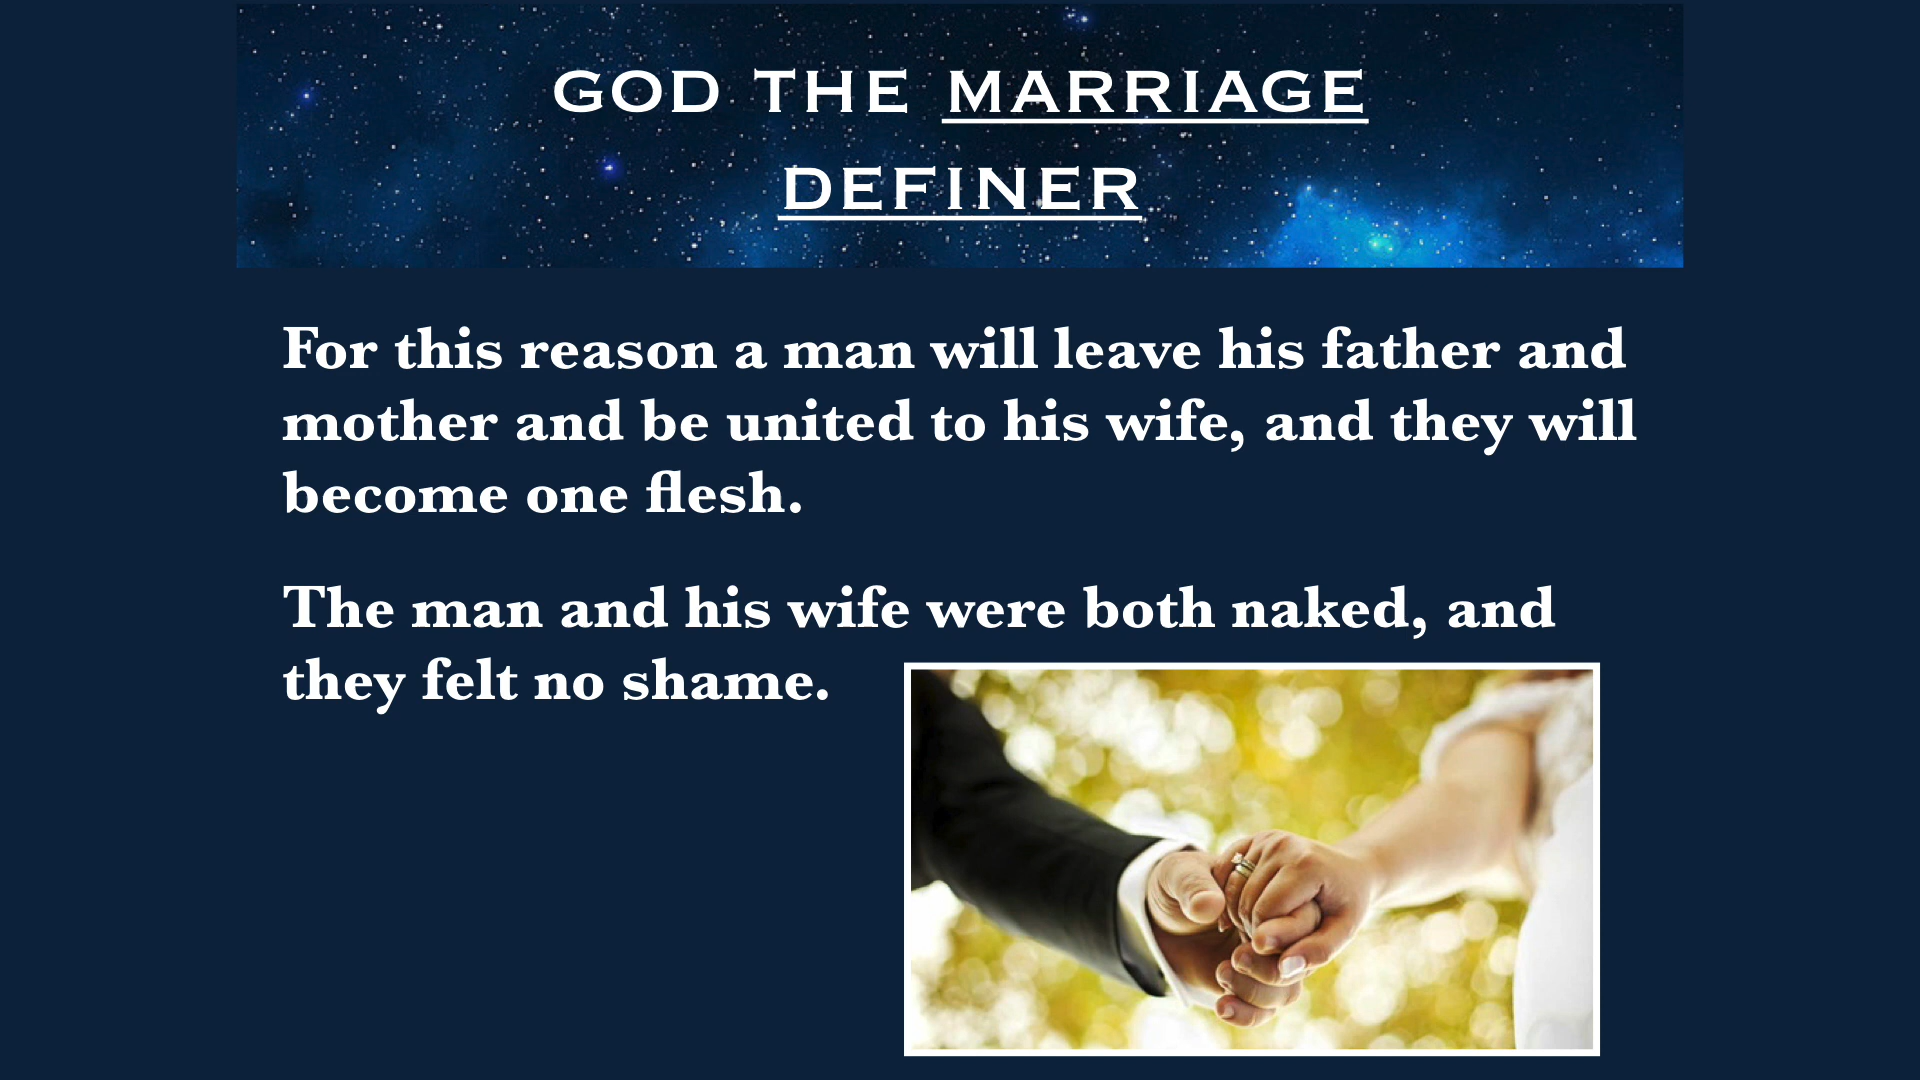 GOD THE MARRIAGE
DEFINER
For this reason a man will leave his father and
mother and be united to his wife, and they will
become one flesh.
The man and his wife were both naked, and
they felt no shame.